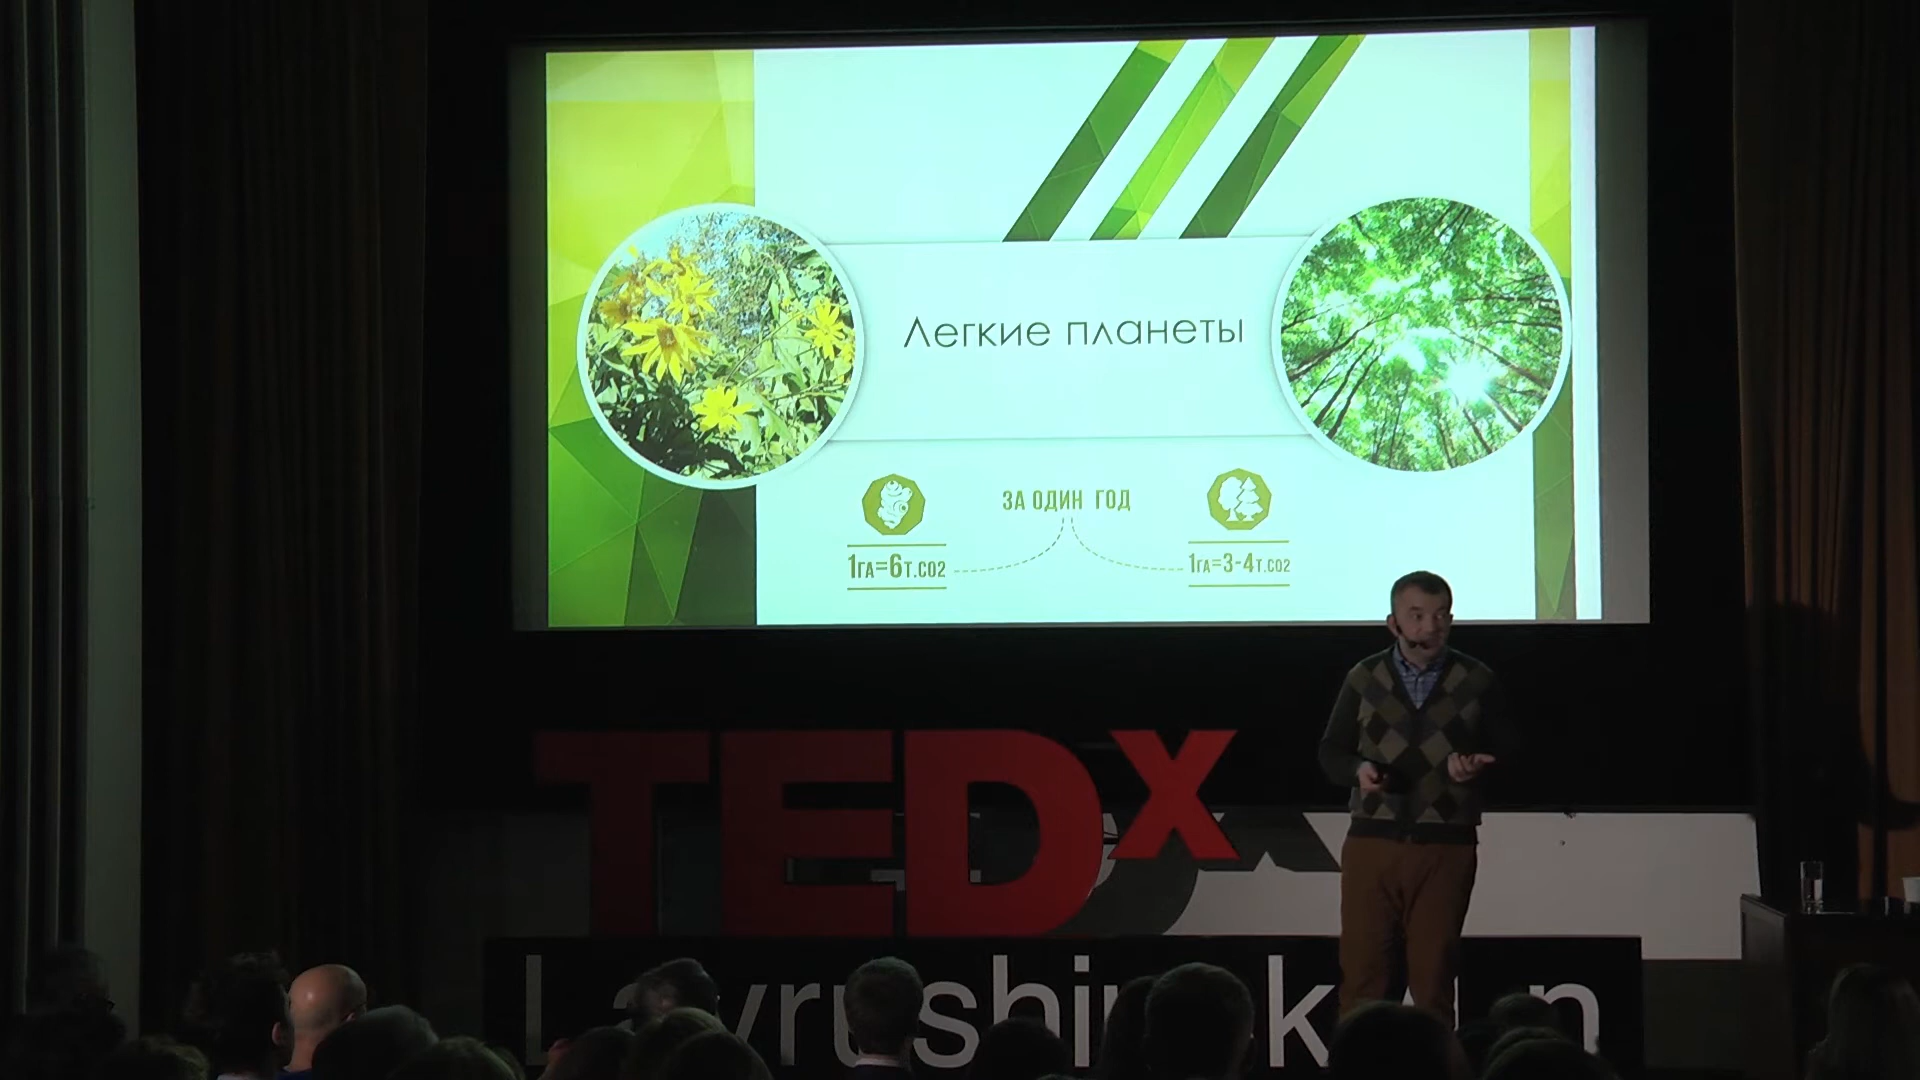 Легкие планеты
ЗА ОДИН ГОД
1ГА=6Т.СО2
1ГА=3-4Т.СО2
TEDx